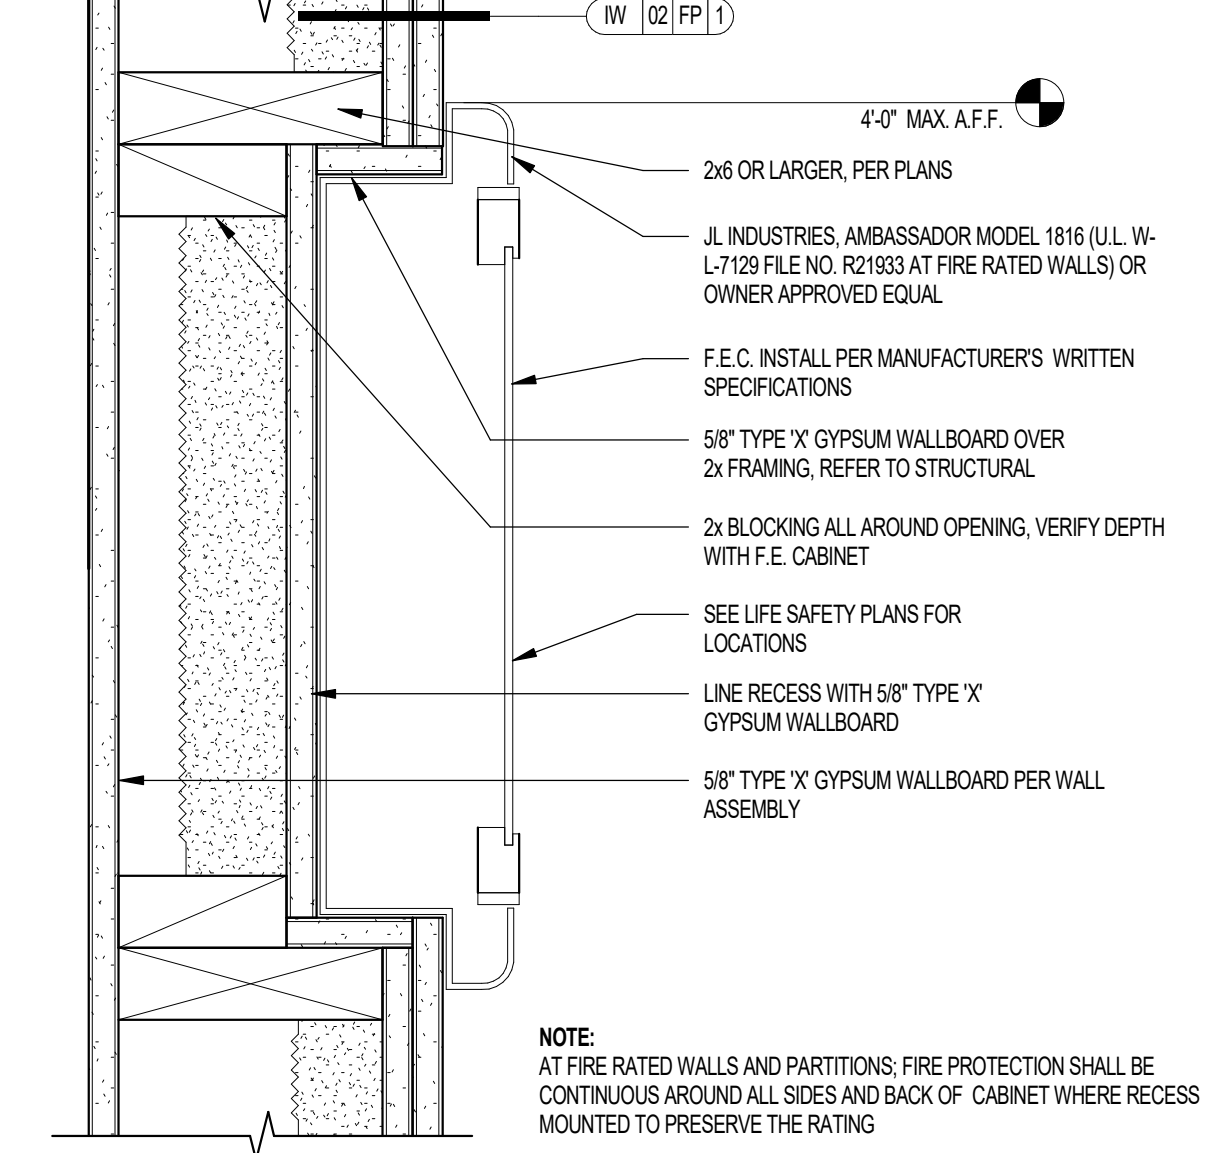 IW 02 FP 1
4'-0" MAX. A.F.F.
2x6 OR LARGER, PER PLANS
JL INDUSTRIES, AMBASSADOR MODEL 1816 (U.L. W-
L-7129 FILE NO. R21933 AT FIRE RATED WALLS) OR
OWNER APPROVED EQUAL
F.E.C. INSTALL PER MANUFACTURER'S WRITTEN
SPECIFICATIONS
5/8" TYPE 'X' GYPSUM WALLBOARD OVER
2x FRAMING, REFER TO STRUCTURAL
2x BLOCKING ALL AROUND OPENING, VERIFY DEPTH
WITH F.E. CABINET
SEE LIFE SAFETY PLANS FOR
LOCATIONS
LINE RECESS WITH 5/8" TYPE 'X'
GYPSUM WALLBOARD
5/8" TYPE 'X' GYPSUM WALLBOARD PER WALL
ASSEMBLY
NOTE:
AT FIRE RATED WALLS AND PARTITIONS; FIRE PROTECTION SHALL BE
CONTINUOUS AROUND ALL SIDES AND BACK OF CABINET WHERE RECESS
MOUNTED TO PRESERVE THE RATING